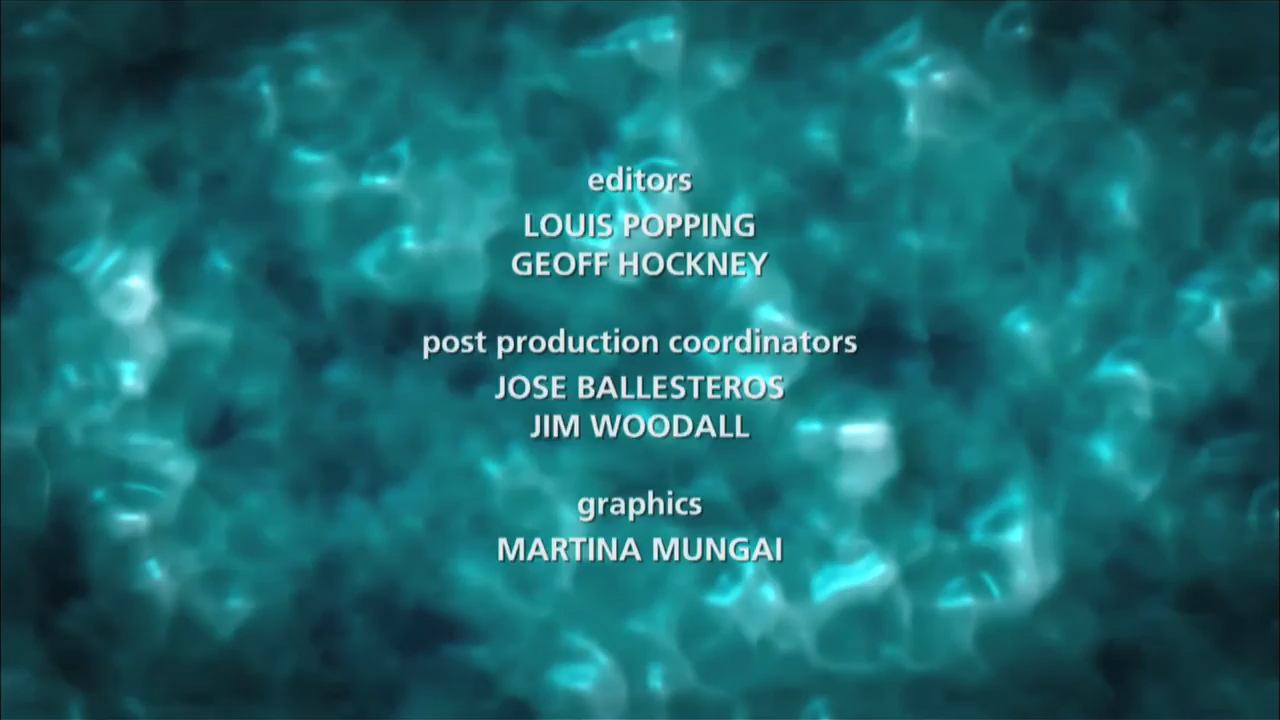 editors
LOUIS POPPING
GEOFF HOCKNEY
post production coordinators
JOSE BALLESTEROS
JIM WOODALL
graphics
MARTINA MUNGAI